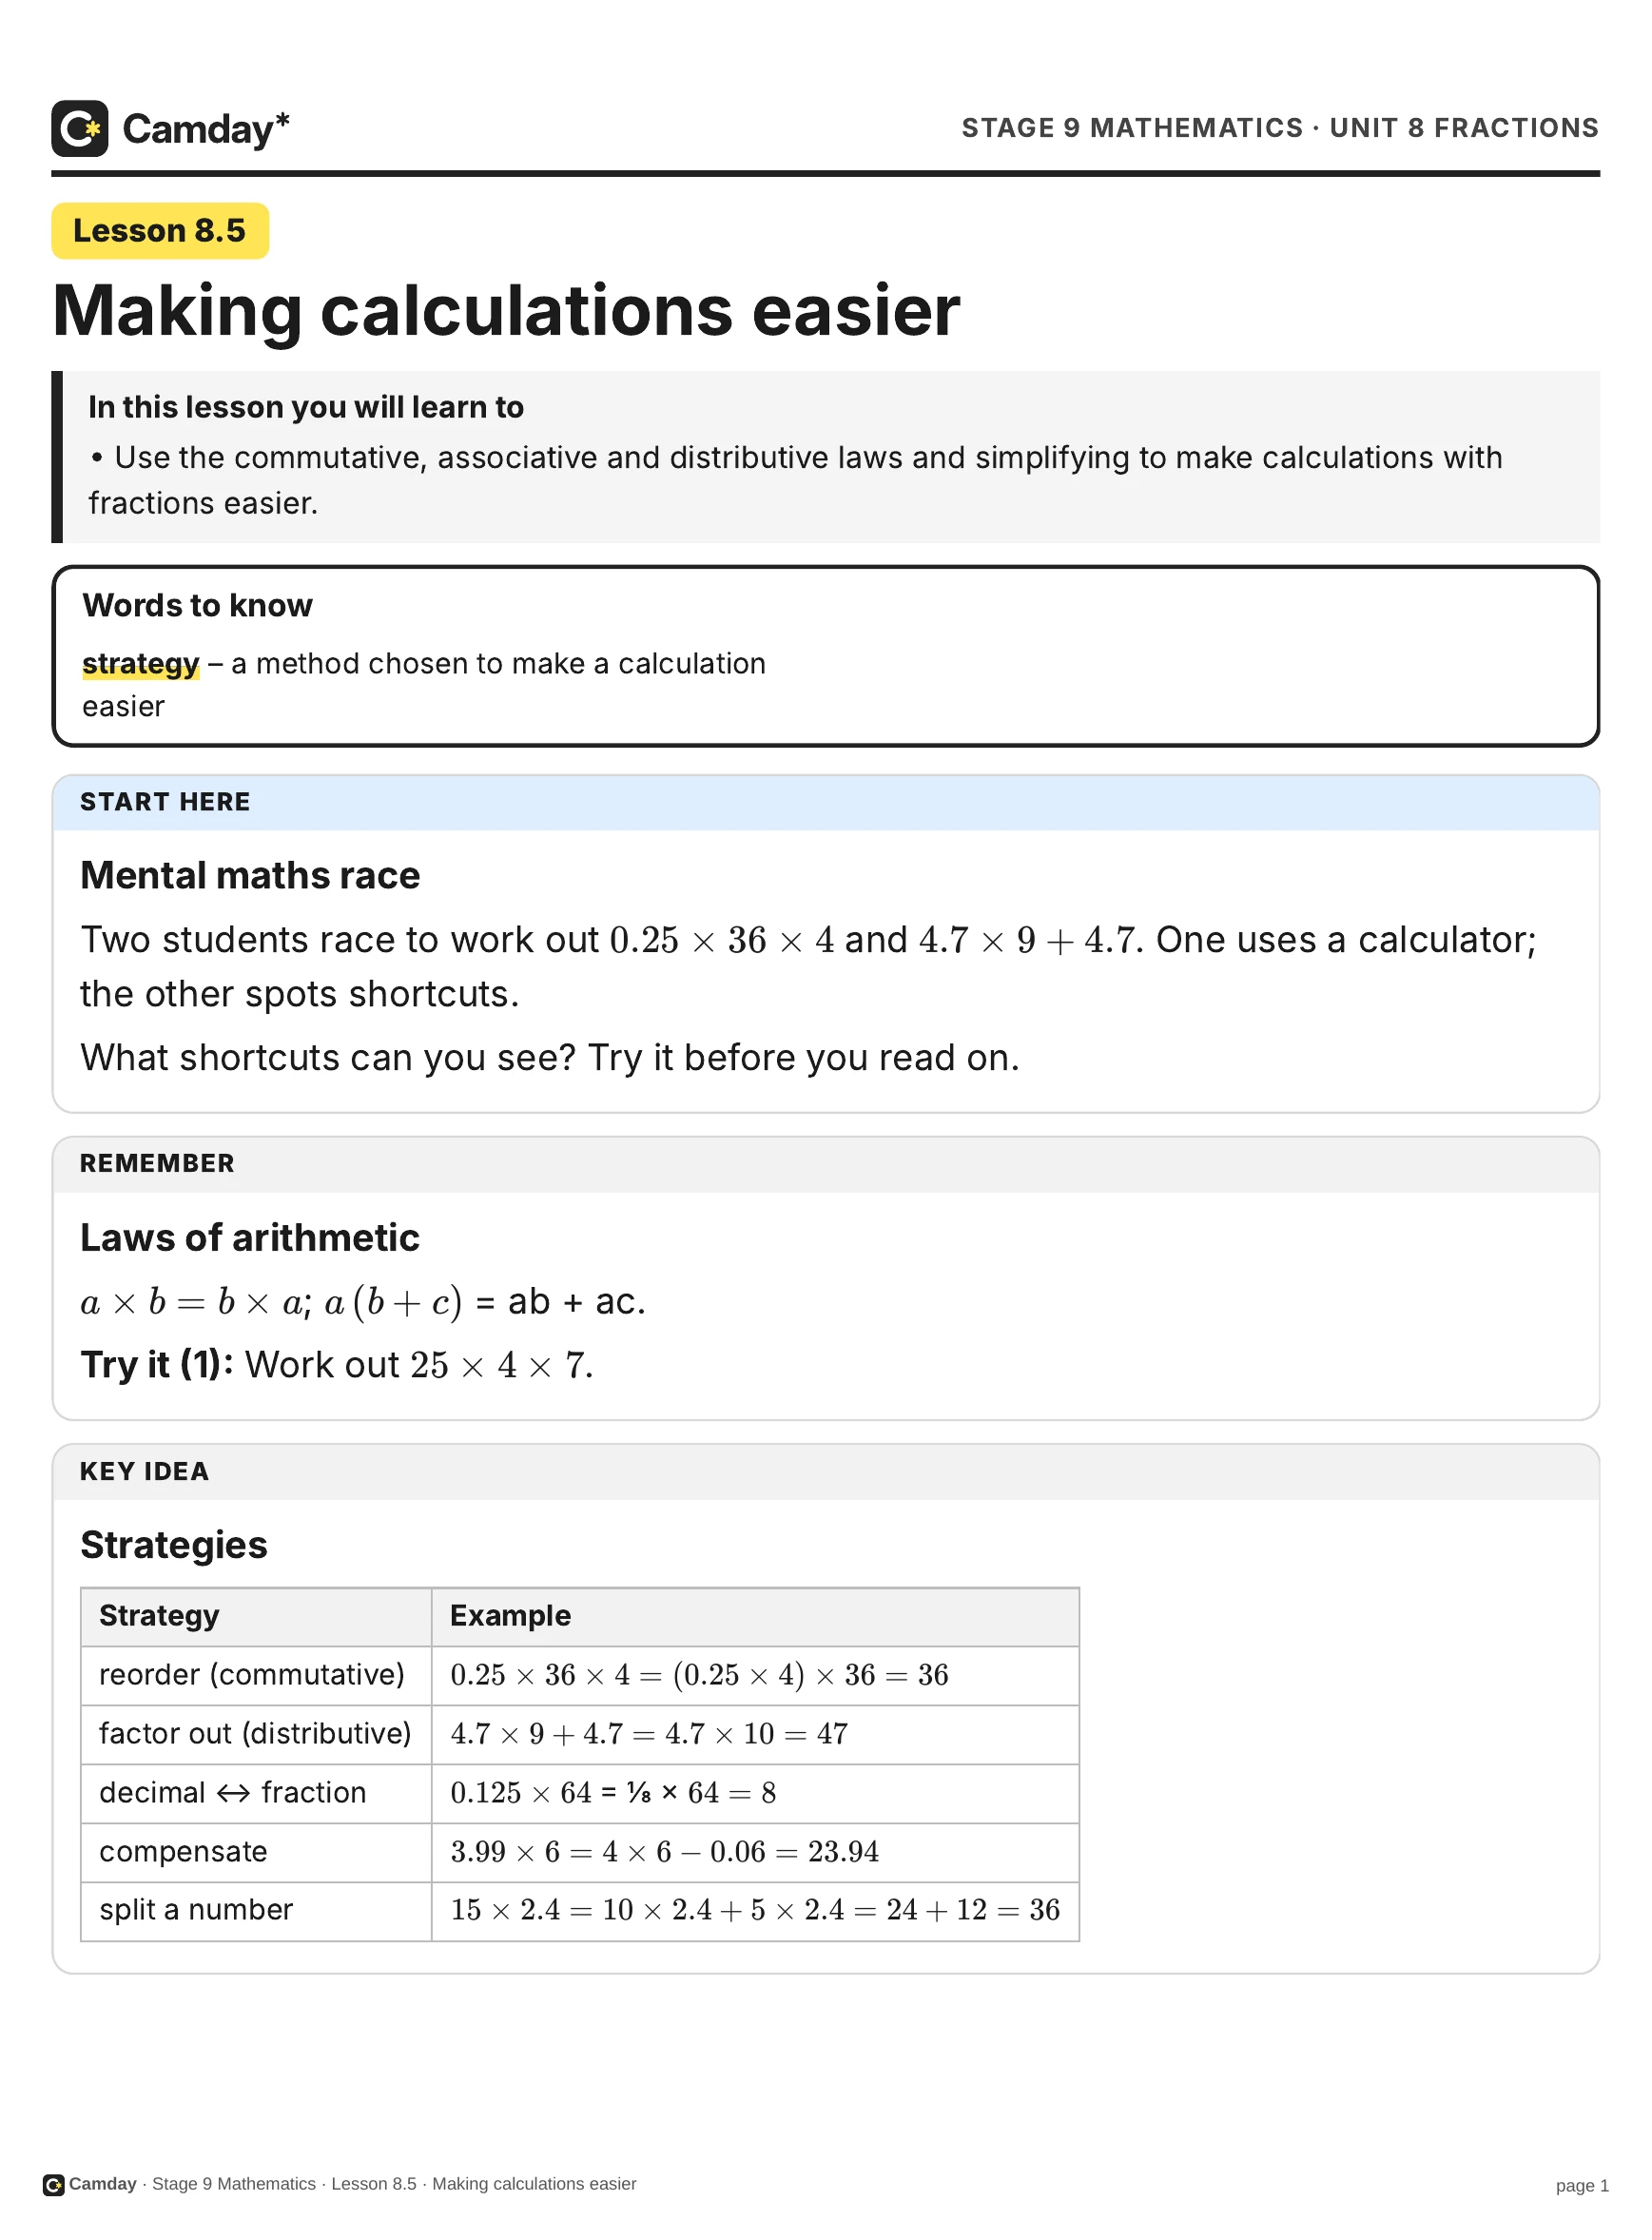 Camday*
STAGE 9 MATHEMATICS · UNIT 8 FRACTIONS
Lesson 8.5
Making calculations easier
In this lesson you will learn to
• Use the commutative, associative and distributive laws and simplifying to make calculations with
fractions easier.
Words to know
strategy – a method chosen to make a calculation
easier
START HERE
Mental maths race
Two students race to work out 0.25 × 36 × 4 and 4.7 × 9 + 4.7. One uses a calculator;
the other spots shortcuts.
What shortcuts can you see? Try it before you read on.
REMEMBER
Laws of arithmetic
a × b = b × a; a (b + c) = ab + ac.
Try it (1): Work out 25 × 4 × 7.
KEY IDEA
Strategies
Strategy Example
reorder (commutative) 0.25 × 36 × 4 = (0.25 × 4) × 36 = 36
factor out (distributive) 4.7 × 9 + 4.7 = 4.7 × 10 = 47
decimal ↔ fraction 0.125 × 64 = ⅛ × 64 = 8
compensate 3.99 × 6 = 4 × 6 − 0.06 = 23.94
split a number 15 × 2.4 = 10 × 2.4 + 5 × 2.4 = 24 + 12 = 36
Camday · Stage 9 Mathematics · Lesson 8.5 · Making calculations easier
page 1